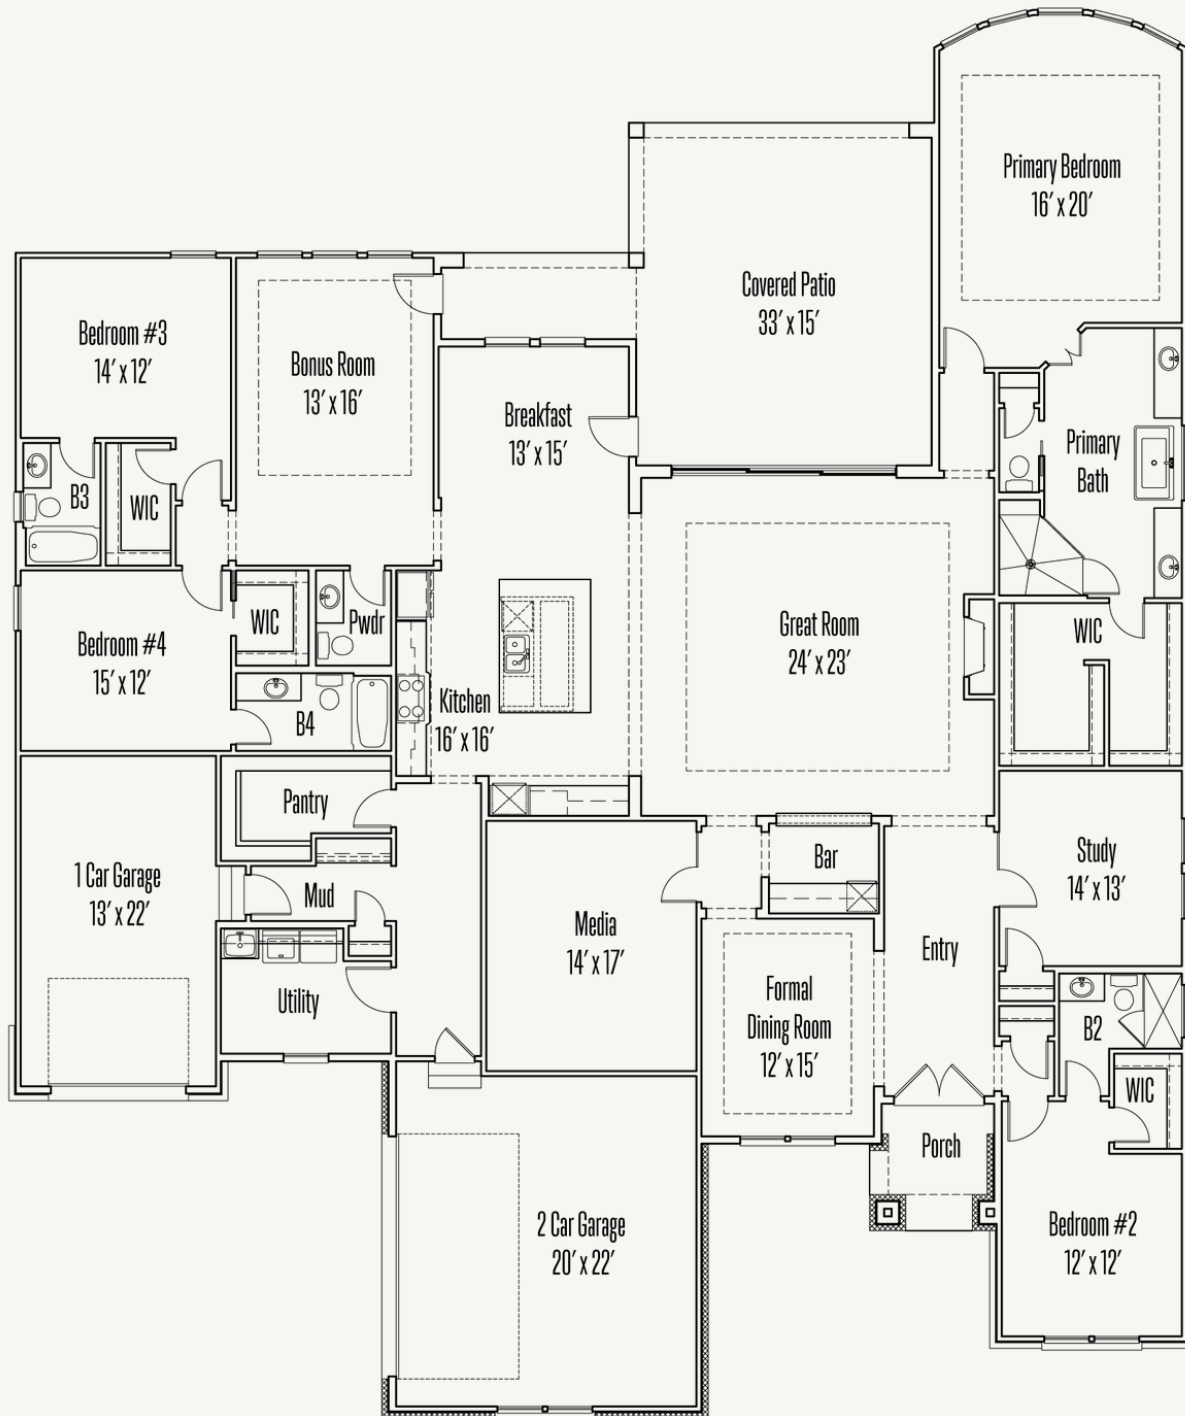 Primary Bedroom
16' x 20'
Covered Patio
33' x 15'
Bedroom #3
14' x 12'
Bonus Room
13' x 16'
Breakfast
13' x 15'
Primary
Bath
B3
WIC
WIC
Pwdr
Bedroom #4
15' x 12'
Great Room
24' x 23'
WIC
Kitchen
16' x 16'
B4
Pantry
1 Car Garage
13' x 22'
Mud
Bar
Study
14' x 13'
Media
14' x 17'
Entry
Utility
Formal
Dining Room
12' x 15'
B2
WIC
Porch
2 Car Garage
20' x 22'
Bedroom #2
12' x 12'